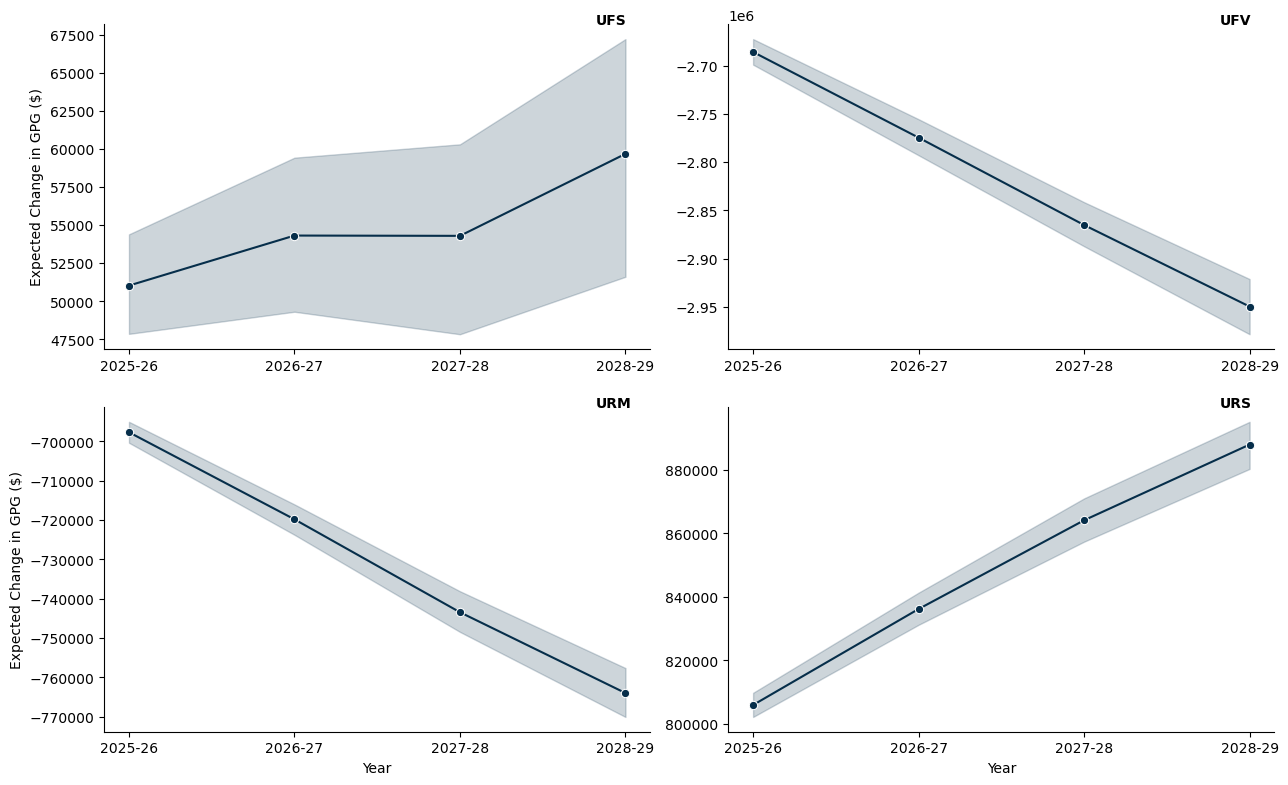 UFS
67500
65000
62500
60000
57500
55000
52500
50000
47500
Expected Change in GPG ($)
2025-26 2026-27 2027-28 2028-29
1e6
UFV
−2.70
−2.75
−2.80
−2.85
−2.90
−2.95
2025-26 2026-27 2027-28 2028-29
URM
−700000
−710000
−720000
−730000
−740000
−750000
−760000
−770000
Expected Change in GPG ($)
2025-26 2026-27 2027-28 2028-29
Year
URS
880000
860000
840000
820000
800000
2025-26 2026-27 2027-28 2028-29
Year